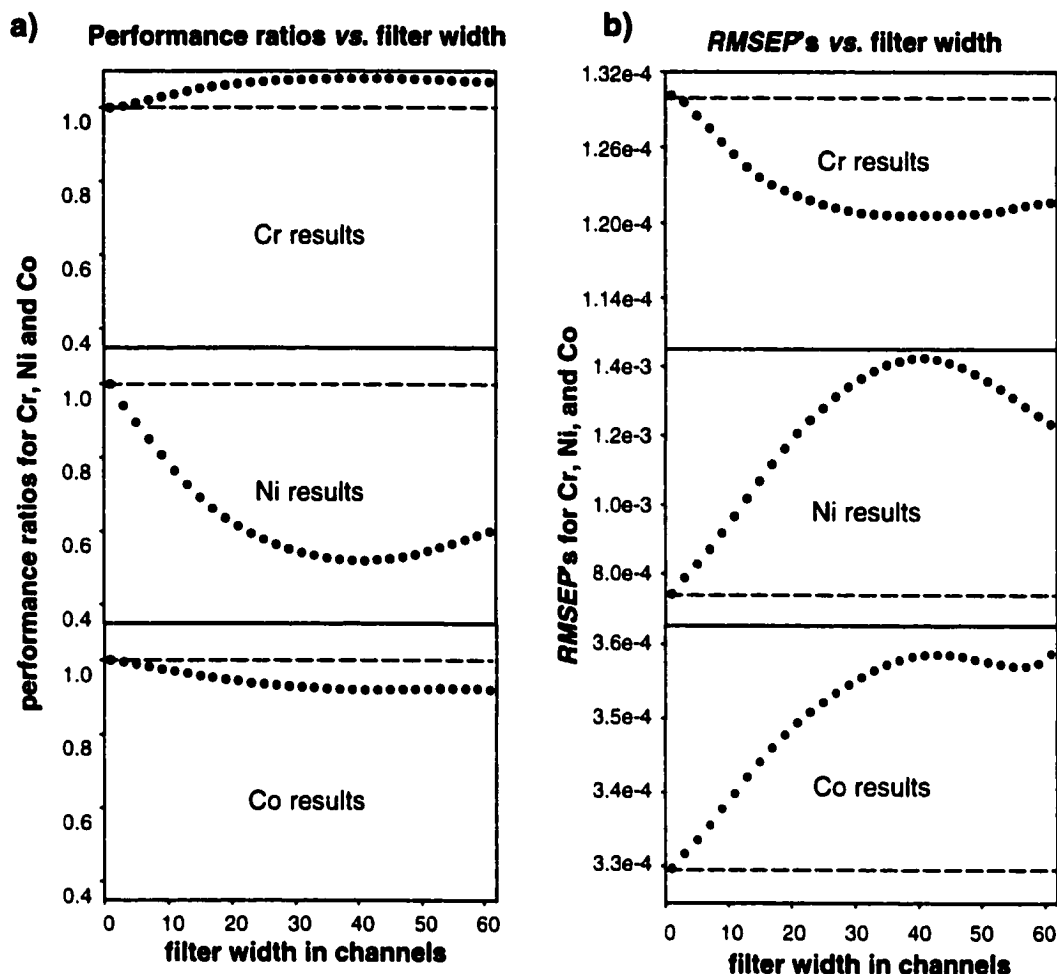 a)
Performance ratios vs. filter width
performance ratios for Cr, Ni and Co
1.0
0.8
0.6
0.4
Cr results
1.0
0.8
0.6
0.4
Ni results
1.0
0.8
0.6
0.4
Co results
0 10 20 30 40 50 60
filter width in channels
b)
RMSEP's vs. filter width
RMSEP's for Cr, Ni, and Co
1.32e-4
1.26e-4
1.20e-4
1.14e-4
Cr results
1.4e-3
1.2e-3
1.0e-3
8.0e-4
Ni results
3.6e-4
3.5e-4
3.4e-4
3.3e-4
Co results
0 10 20 30 40 50 60
filter width in channels